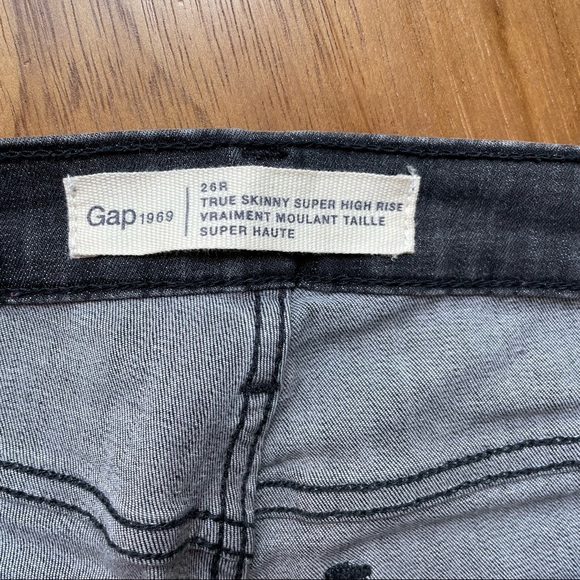 Gap 1969
26R
TRUE SKINNY SUPER HIGH RISE
VRAIMENT MOULANT TAILLE
SUPER HAUTE